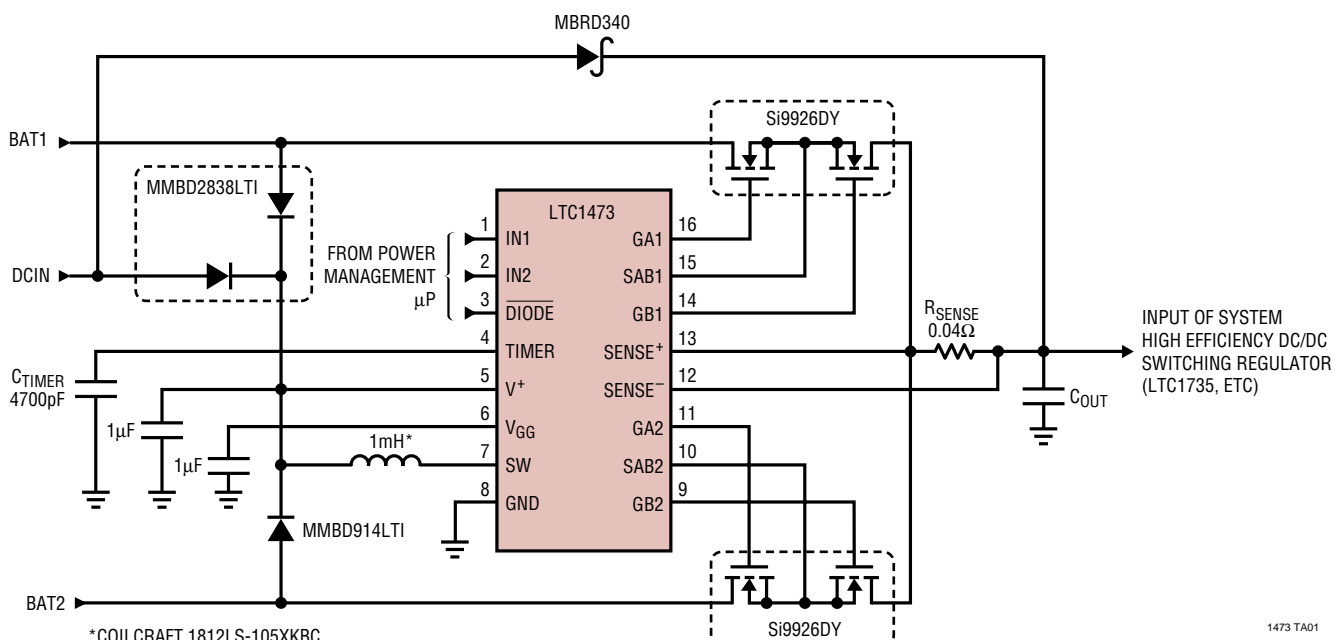 MBRD340
Si9926DY
BAT1
MMBD2838LTI
LTC1473
1
IN1
GA1
16
FROM POWER
MANAGEMENT
µP
DCIN
2
IN2
SAB1
15
3
DIODE
GB1
14
RSENSE
0.04Ω
INPUT OF SYSTEM
HIGH EFFICIENCY DC/DC
SWITCHING REGULATOR
(LTC1735, ETC)
4
TIMER
SENSE+
13
CTIMER
4700pF
5
V+
SENSE–
12
COUT
1µF
6
VGG
GA2
11
1µF
1mH*
7
SW
SAB2
10
8
GND
GB2
9
MMBD914LTI
BAT2
Si9926DY
*COILCRAFT 1812LS-105XKBC
1473 TA01